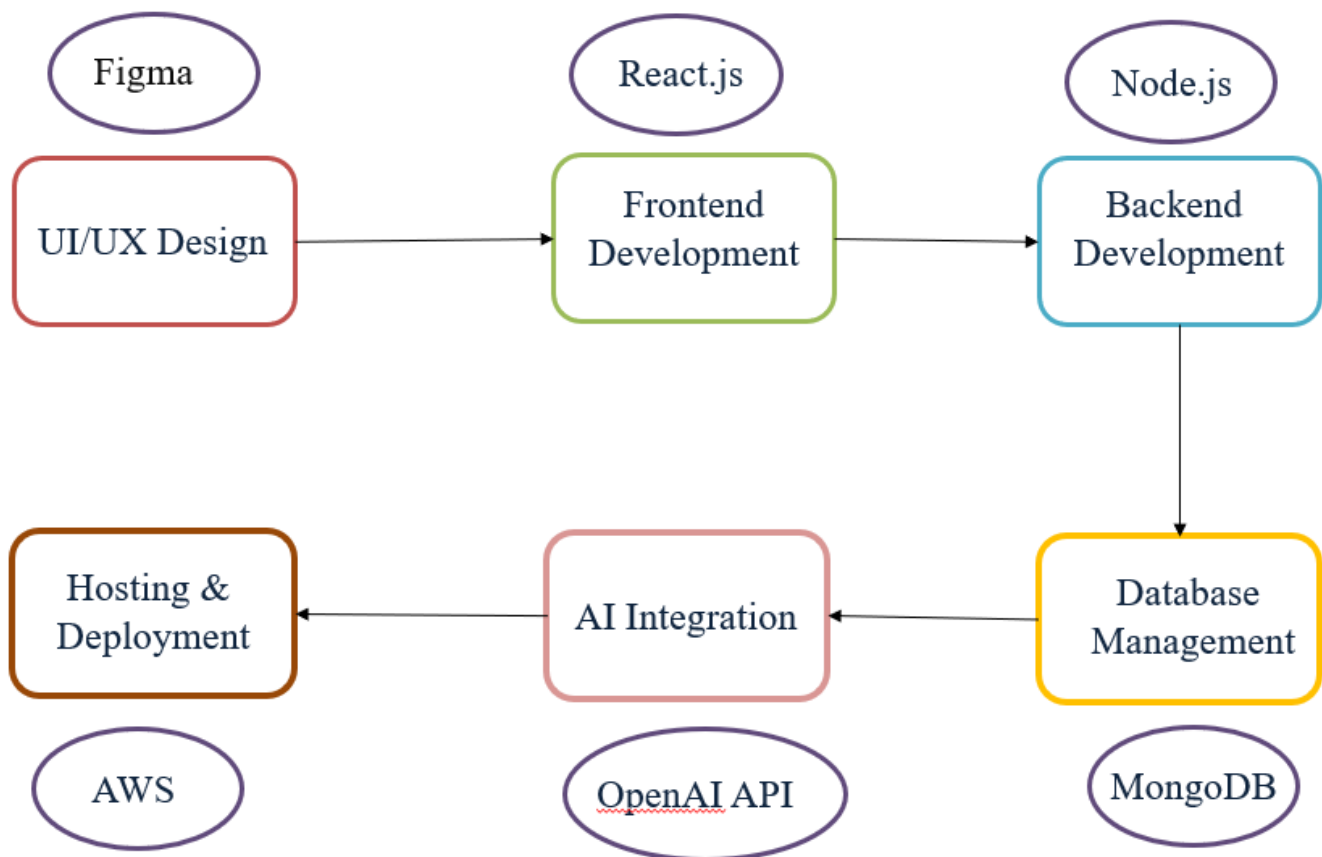 Figma
React.js
Node.js
UI/UX Design
Frontend
Development
Backend
Development
Hosting &
Deployment
AI Integration
Database
Management
AWS
OpenAI API
MongoDB